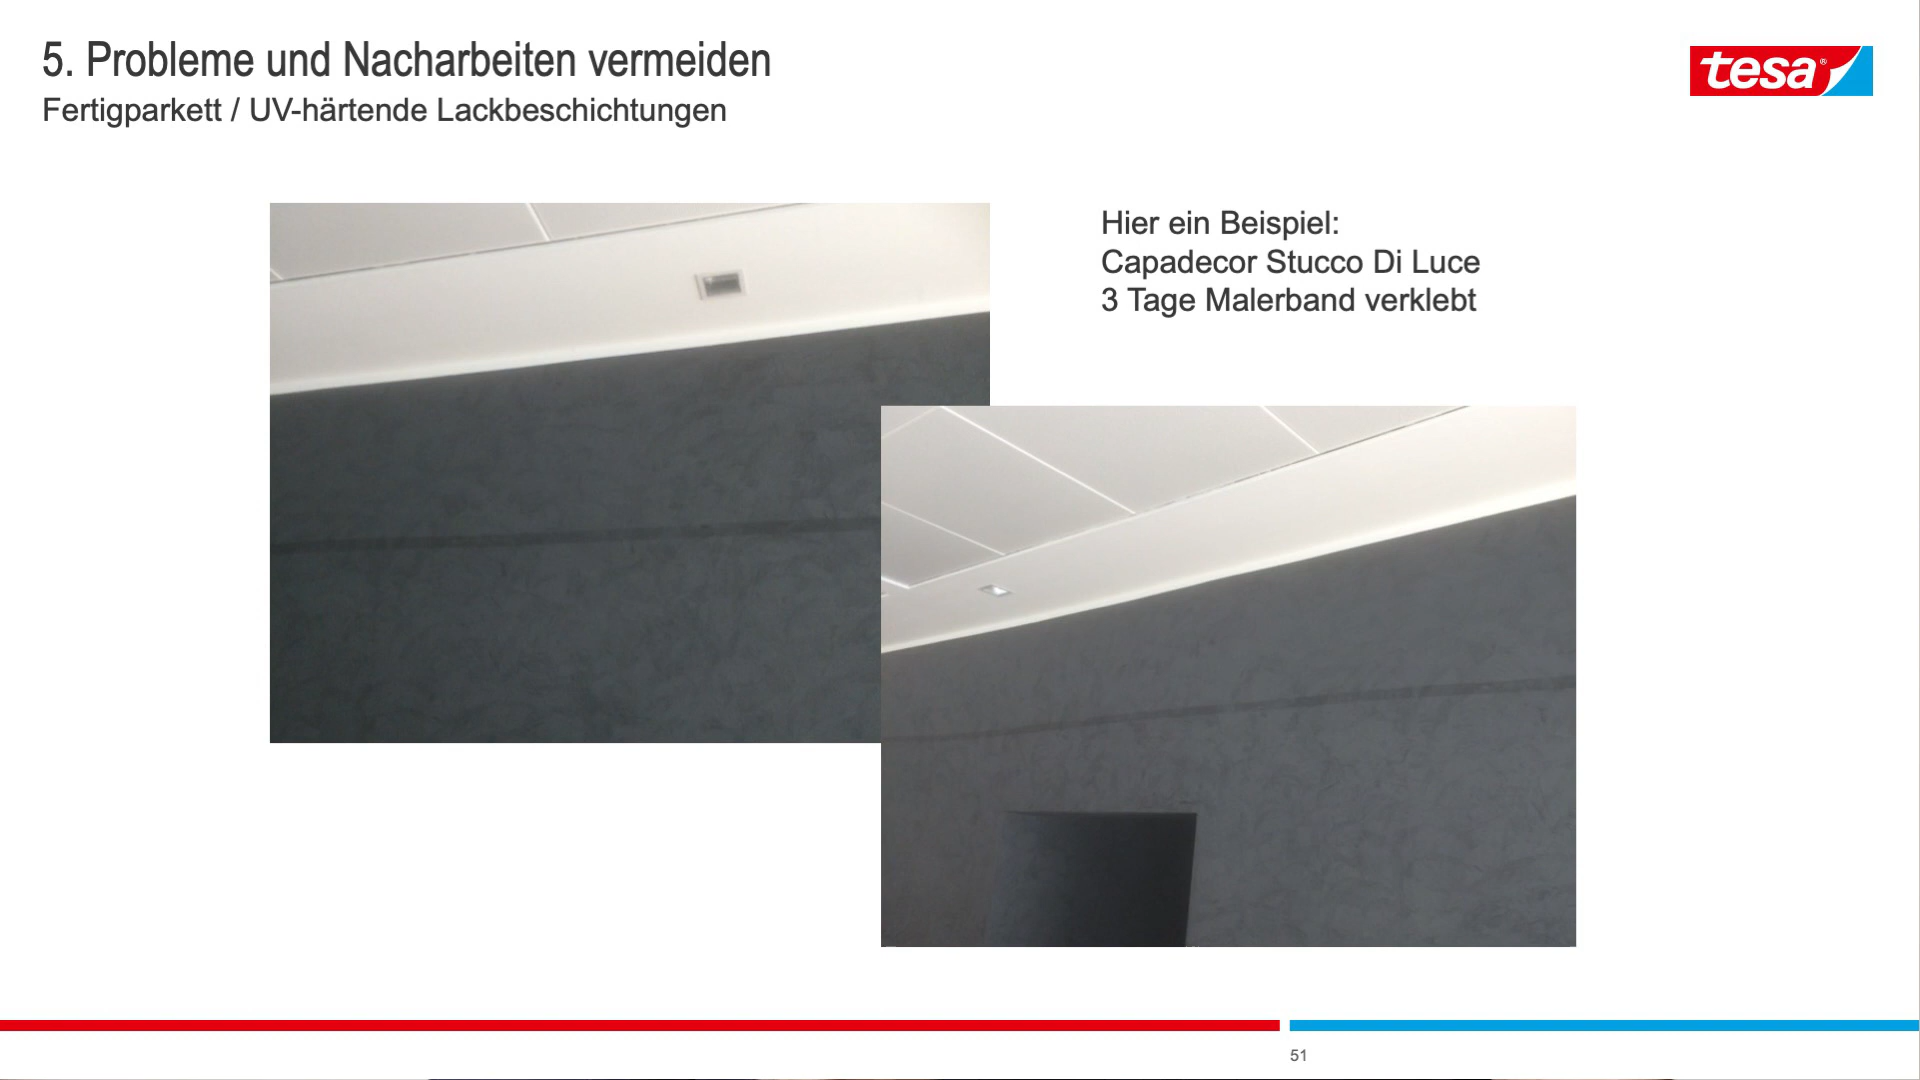 5. Probleme und Nacharbeiten vermeiden
Fertigparkett / UV-härtende Lackbeschichtungen
tesa®
Hier ein Beispiel:
Capadecor Stucco Di Luce
3 Tage Malerband verklebt
51